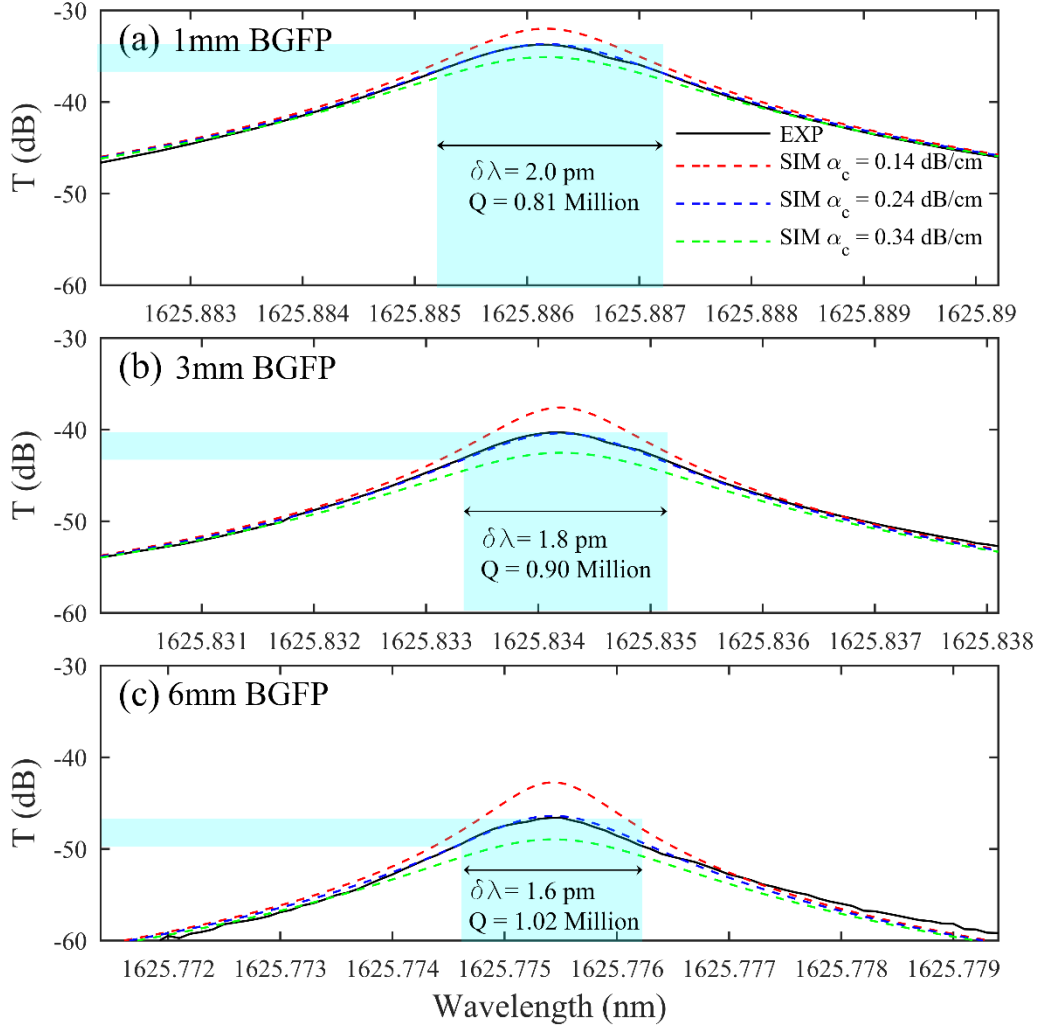 (a) 1mm BGFP
T (dB)
-30
-40
-50
-60
EXP
SIM α_c = 0.14 dB/cm
SIM α_c = 0.24 dB/cm
SIM α_c = 0.34 dB/cm
δλ = 2.0 pm
Q = 0.81 Million
1625.883 1625.884 1625.885 1625.886 1625.887 1625.888 1625.889 1625.89
(b) 3mm BGFP
T (dB)
-30
-40
-50
-60
δλ = 1.8 pm
Q = 0.90 Million
1625.831 1625.832 1625.833 1625.834 1625.835 1625.836 1625.837 1625.838
(c) 6mm BGFP
T (dB)
-30
-40
-50
-60
δλ = 1.6 pm
Q = 1.02 Million
1625.772 1625.773 1625.774 1625.775 1625.776 1625.777 1625.778 1625.779
Wavelength (nm)